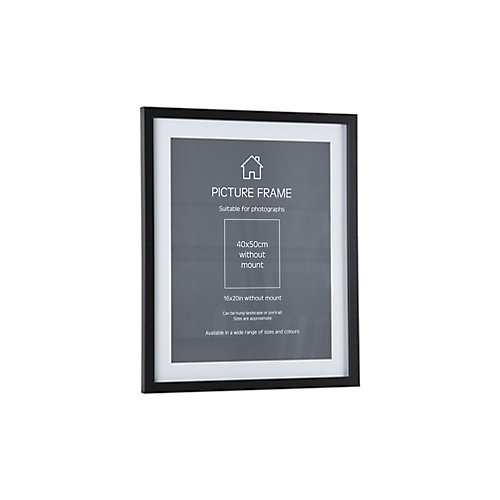 PICTURE FRAME
Suitable for photographs
40x50cm
without
mount
16x20in without mount
Can be hung landscape or portrait
Sizes are approximate
Available in a wide range of sizes and colours